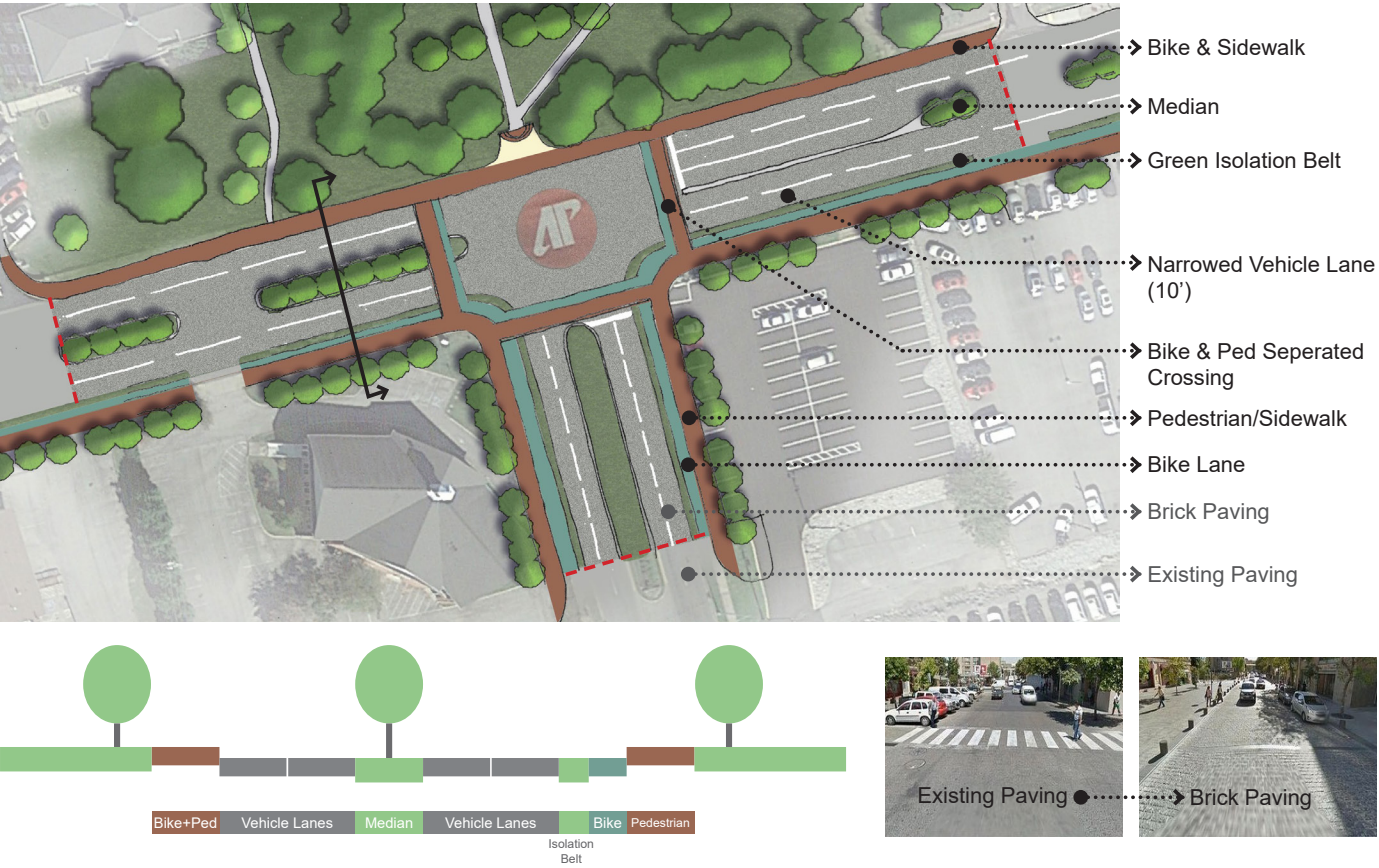 Bike & Sidewalk
Median
Green Isolation Belt
AP
Narrowed Vehicle Lane
(10’)
Bike & Ped Seperated
Crossing
Pedestrian/Sidewalk
Bike Lane
Brick Paving
Existing Paving
Bike+Ped
Vehicle Lanes
Median
Vehicle Lanes
Bike
Pedestrian
Isolation
Belt
Existing Paving
Brick Paving